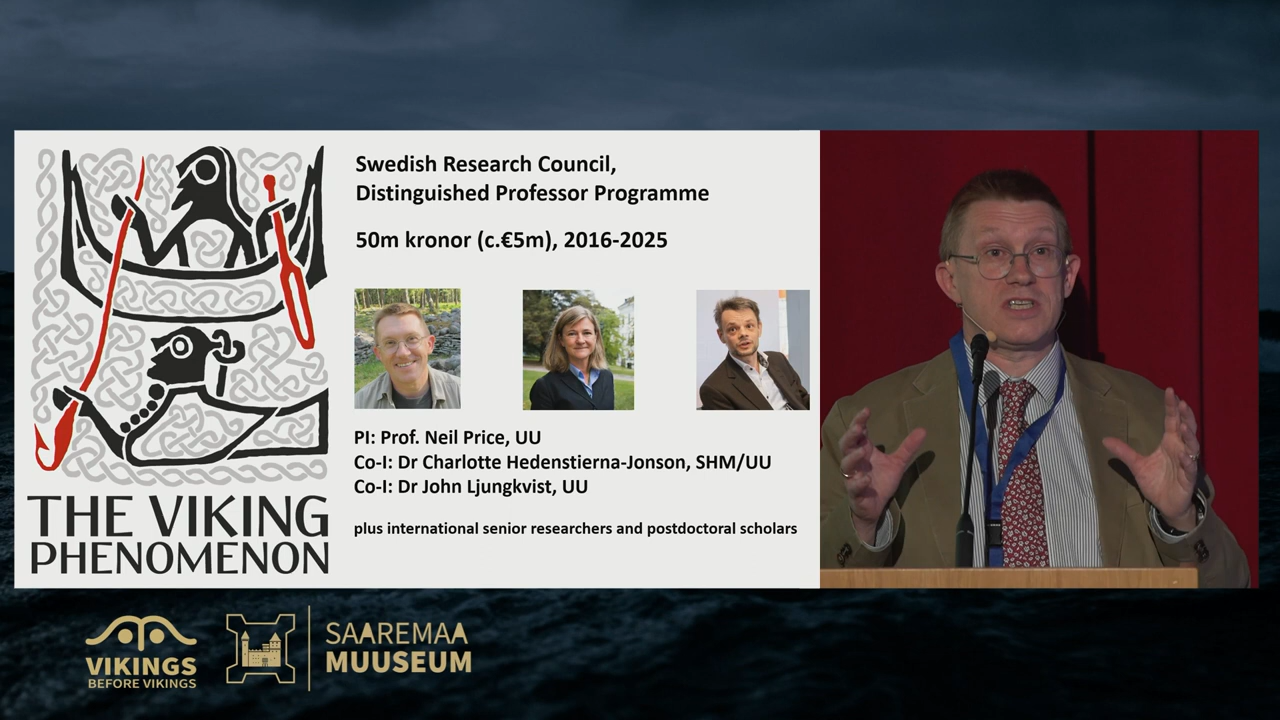 Swedish Research Council,
Distinguished Professor Programme
50m kronor (c.€5m), 2016-2025
PI: Prof. Neil Price, UU
Co-I: Dr Charlotte Hedenstierna-Jonson, SHM/UU
Co-I: Dr John Ljungkvist, UU
plus international senior researchers and postdoctoral scholars
THE VIKING
PHENOMENON
VIKINGS
BEFORE VIKINGS
SAAREMAA
MUUSEUM